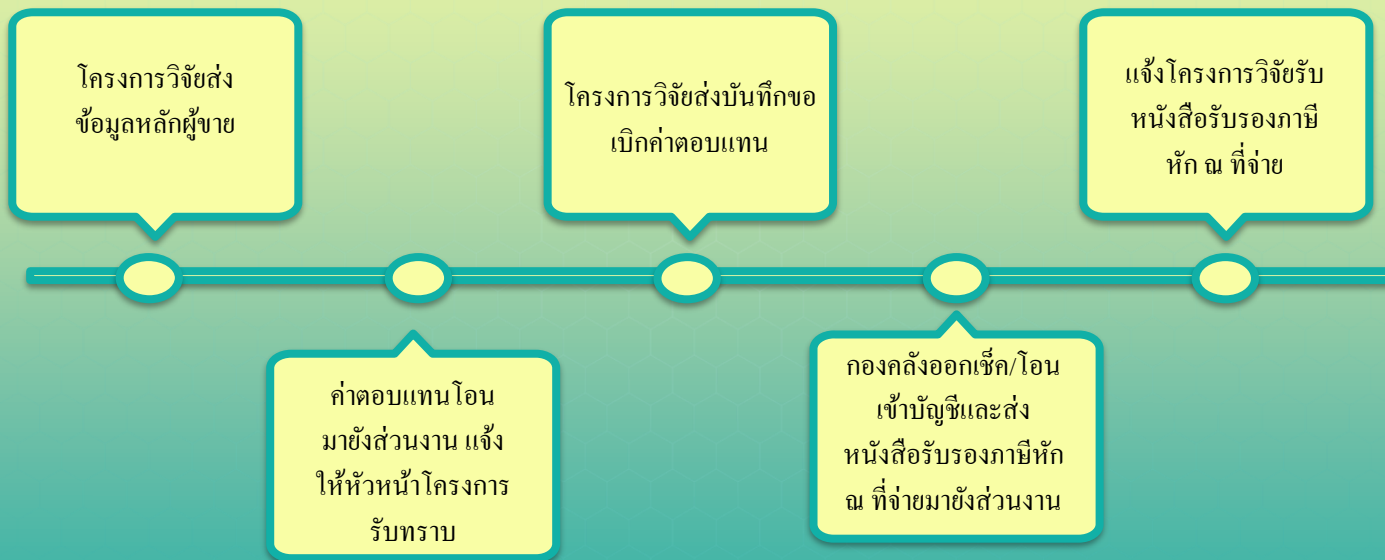 โครงการวิจัยส่ง
ข้อมูลหลักผู้ขาย
ค่าตอบแทนโอน
มายังส่วนงาน แจ้ง
ให้หัวหน้าโครงการ
รับทราบ
โครงการวิจัยส่งบันทึกขอ
เบิกค่าตอบแทน
กองคลังออกเช็ค/โอน
เข้าบัญชีและส่ง
หนังสือรับรองภาษีหัก
ณ ที่จ่ายมายังส่วนงาน
แจ้งโครงการวิจัยรับ
หนังสือรับรองภาษี
หัก ณ ที่จ่าย